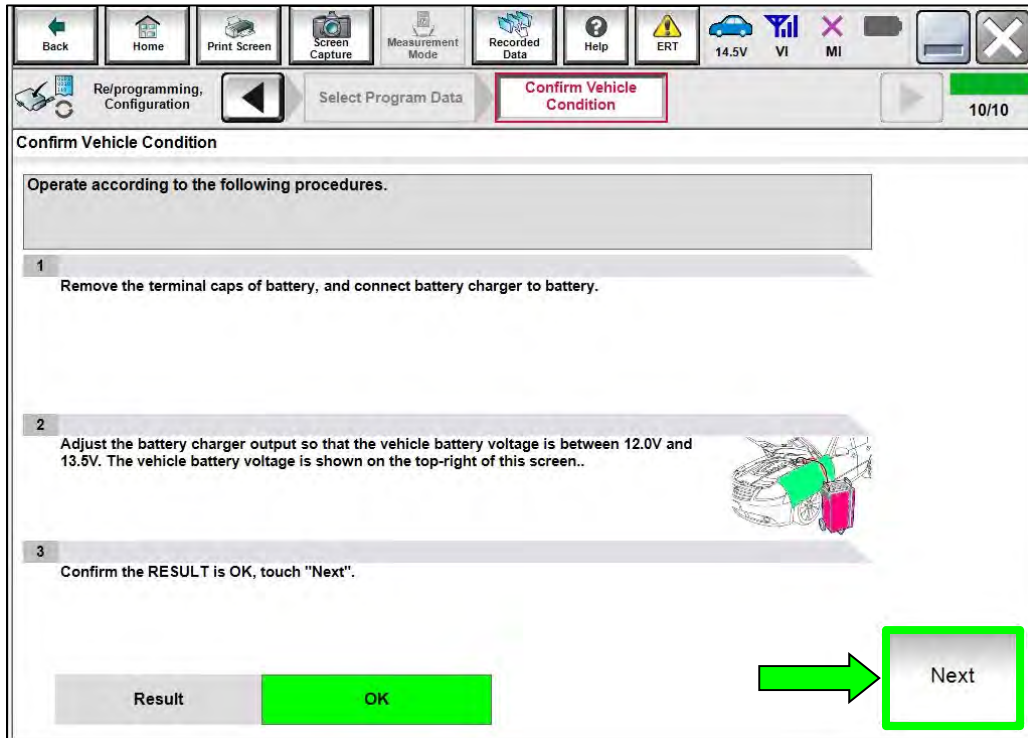 Back
Home
Print Screen
Screen
Capture
Measurement
Mode
Recorded
Data
Help
ERT
14.5V
VI
MI
Re/programming,
Configuration
Select Program Data
Confirm Vehicle
Condition
10/10
Confirm Vehicle Condition
Operate according to the following procedures.
1
Remove the terminal caps of battery, and connect battery charger to battery.
2
Adjust the battery charger output so that the vehicle battery voltage is between 12.0V and
13.5V. The vehicle battery voltage is shown on the top-right of this screen..
3
Confirm the RESULT is OK, touch "Next".
Result
OK
Next